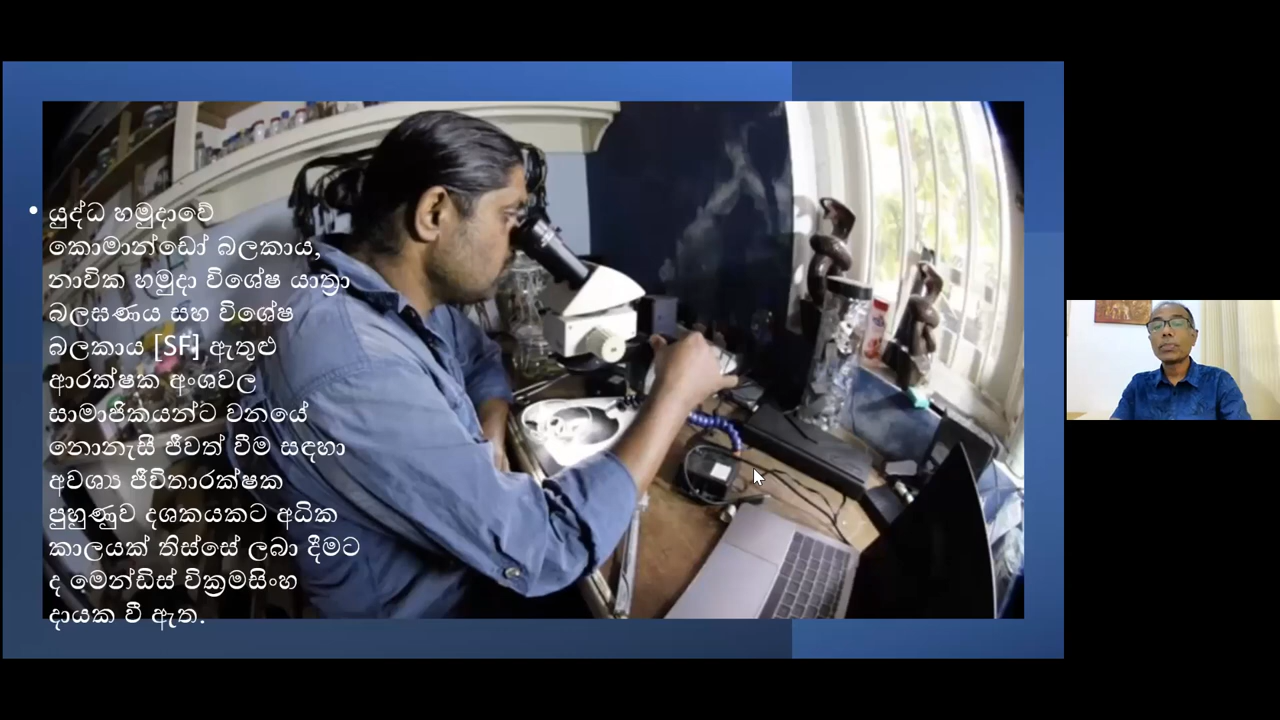 • යුද්ධ හමුදාවේ
කොමාන්ඩෝ බලකාය,
නාවික හමුදා විශේෂ යාත්‍රා
බලඝණය සහ විශේෂ
බලකාය [SF] ඇතුළු
ආරක්ෂක අංශවල
සාමාජිකයන්ට වනයේ
නොනැසී ජීවත් වීම සඳහා
අවශ්‍ය ජීවිතාරක්ෂක
පුහුණුව දශකයකට අධික
කාලයක් තිස්සේ ලබා දීමට
ද මෙන්ඩිස් වික්‍රමසිංහ
දායක වී ඇත.